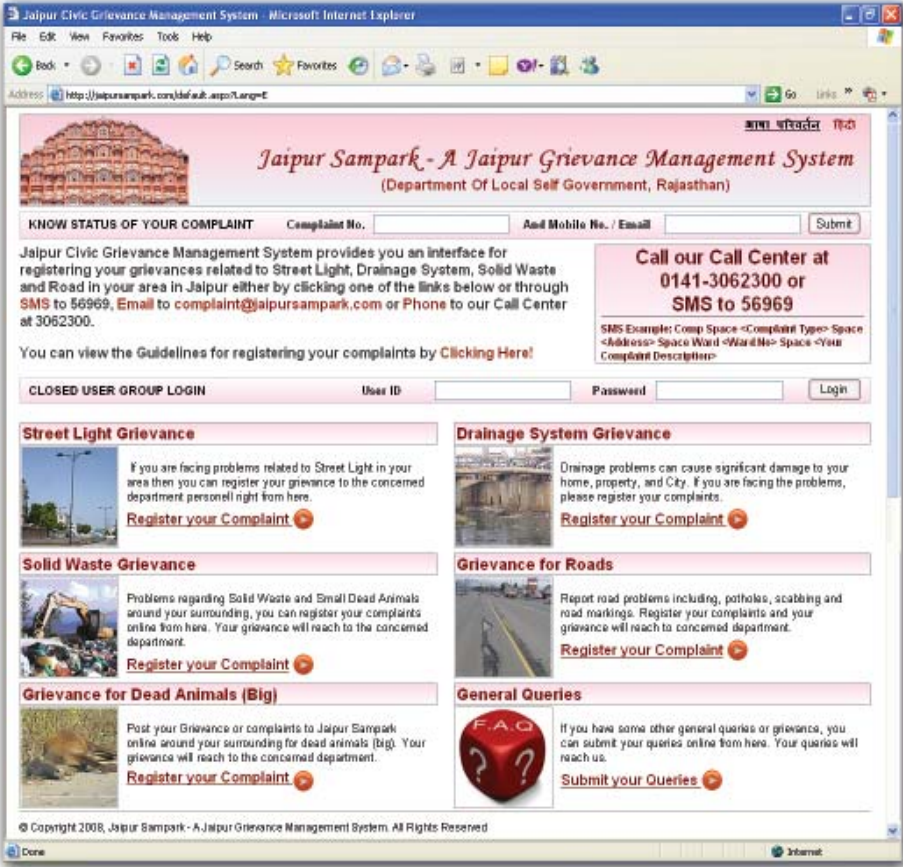 Jaipur Civic Grievance Management System - Microsoft Internet Explorer
File Edit View Favorites Tools Help
Back Search Favorites
Address http://jaipursampark.com/default.aspx?Lang=E Go Links »
भाषा परिवर्तन हिंदी
Jaipur Sampark - A Jaipur Grievance Management System
(Department Of Local Self Government, Rajasthan)
KNOW STATUS OF YOUR COMPLAINT Complaint No. And Mobile No. / Email Submit
Jaipur Civic Grievance Management System provides you an interface for
registering your grievances related to Street Light, Drainage System, Solid Waste
and Road in your area in Jaipur either by clicking one of the links below or through
SMS to 56969, Email to complaint@jaipursampark.com or Phone to our Call Center
at 3062300.
You can view the Guidelines for registering your complaints by Clicking Here!
Call our Call Center at
0141-3062300 or
SMS to 56969
SMS Example: Comp Space <Complaint Type> Space
<Address> Space Ward <Ward No> Space <Your
Complaint Description>
CLOSED USER GROUP LOGIN User ID Password Login
Street Light Grievance
If you are facing problems related to Street Light in your
area then you can register your grievance to the concerned
department personell right from here.
Register your Complaint
Drainage System Grievance
Drainage problems can cause significant damage to your
home, property, and City. If you are facing the problems,
please register your complaints.
Register your Complaint
Solid Waste Grievance
Problems regarding Solid Waste and Small Dead Animals
around your surrounding, you can register your complaints
online from here. Your grievance will reach to the concerned
department.
Register your Complaint
Grievance for Roads
Report road problems including, potholes, scabbing and
road markings. Register your complaints and your
grievance will reach to concerned department.
Register your Complaint
Grievance for Dead Animals (Big)
Post your Grievance or complaints to Jaipur Sampark
online around your surrounding for dead animals (big). Your
grievance will reach to the concerned department.
Register your Complaint
General Queries
F.A.Q
? ?
If you have some other general queries or grievance, you
can submit your queries online from here. Your queries will
reach us.
Submit your Queries
© Copyright 2008, Jaipur Sampark - A Jaipur Grievance Management System. All Rights Reserved
Done Internet